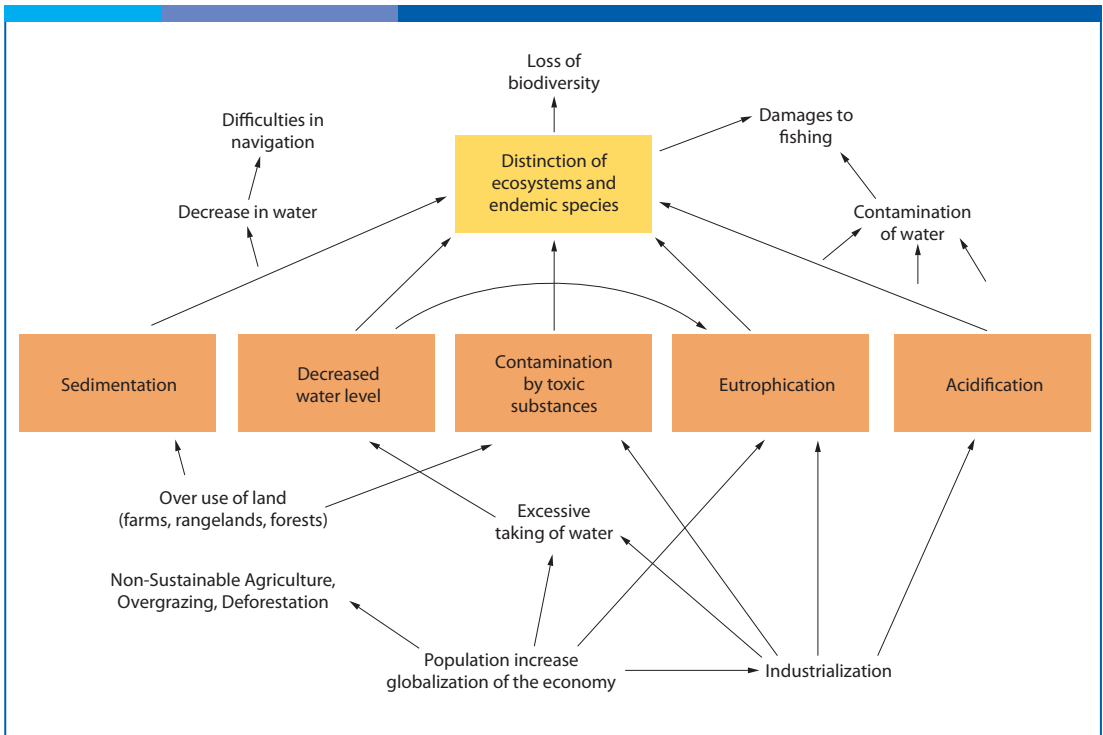 Loss of
biodiversity
Difficulties in
navigation
Damages to
fishing
Distinction of
ecosystems and
endemic species
Decrease in water
Contamination
of water
Sedimentation
Decreased
water level
Contamination
by toxic
substances
Eutrophication
Acidification
Over use of land
(farms, rangelands, forests)
Excessive
taking of water
Non-Sustainable Agriculture,
Overgrazing, Deforestation
Population increase
globalization of the economy
Industrialization